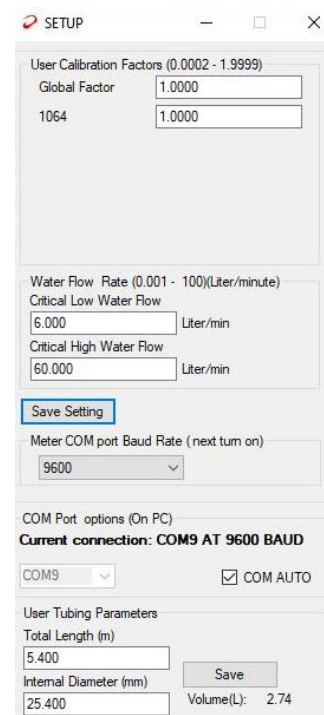 SETUP
User Calibration Factors (0.0002 - 1.9999)
Global Factor 1.0000
1064 1.0000
Water Flow Rate (0.001 - 100)(Liter/minute)
Critical Low Water Flow
6.000 Liter/min
Critical High Water Flow
60.000 Liter/min
Save Setting
Meter COM port Baud Rate ( next turn on)
9600
COM Port options (On PC)
Current connection: COM9 AT 9600 BAUD
COM9 COM AUTO
User Tubing Parameters
Total Length (m)
5.400
Save
Internal Diameter (mm)
25.400 Volume(L): 2.74